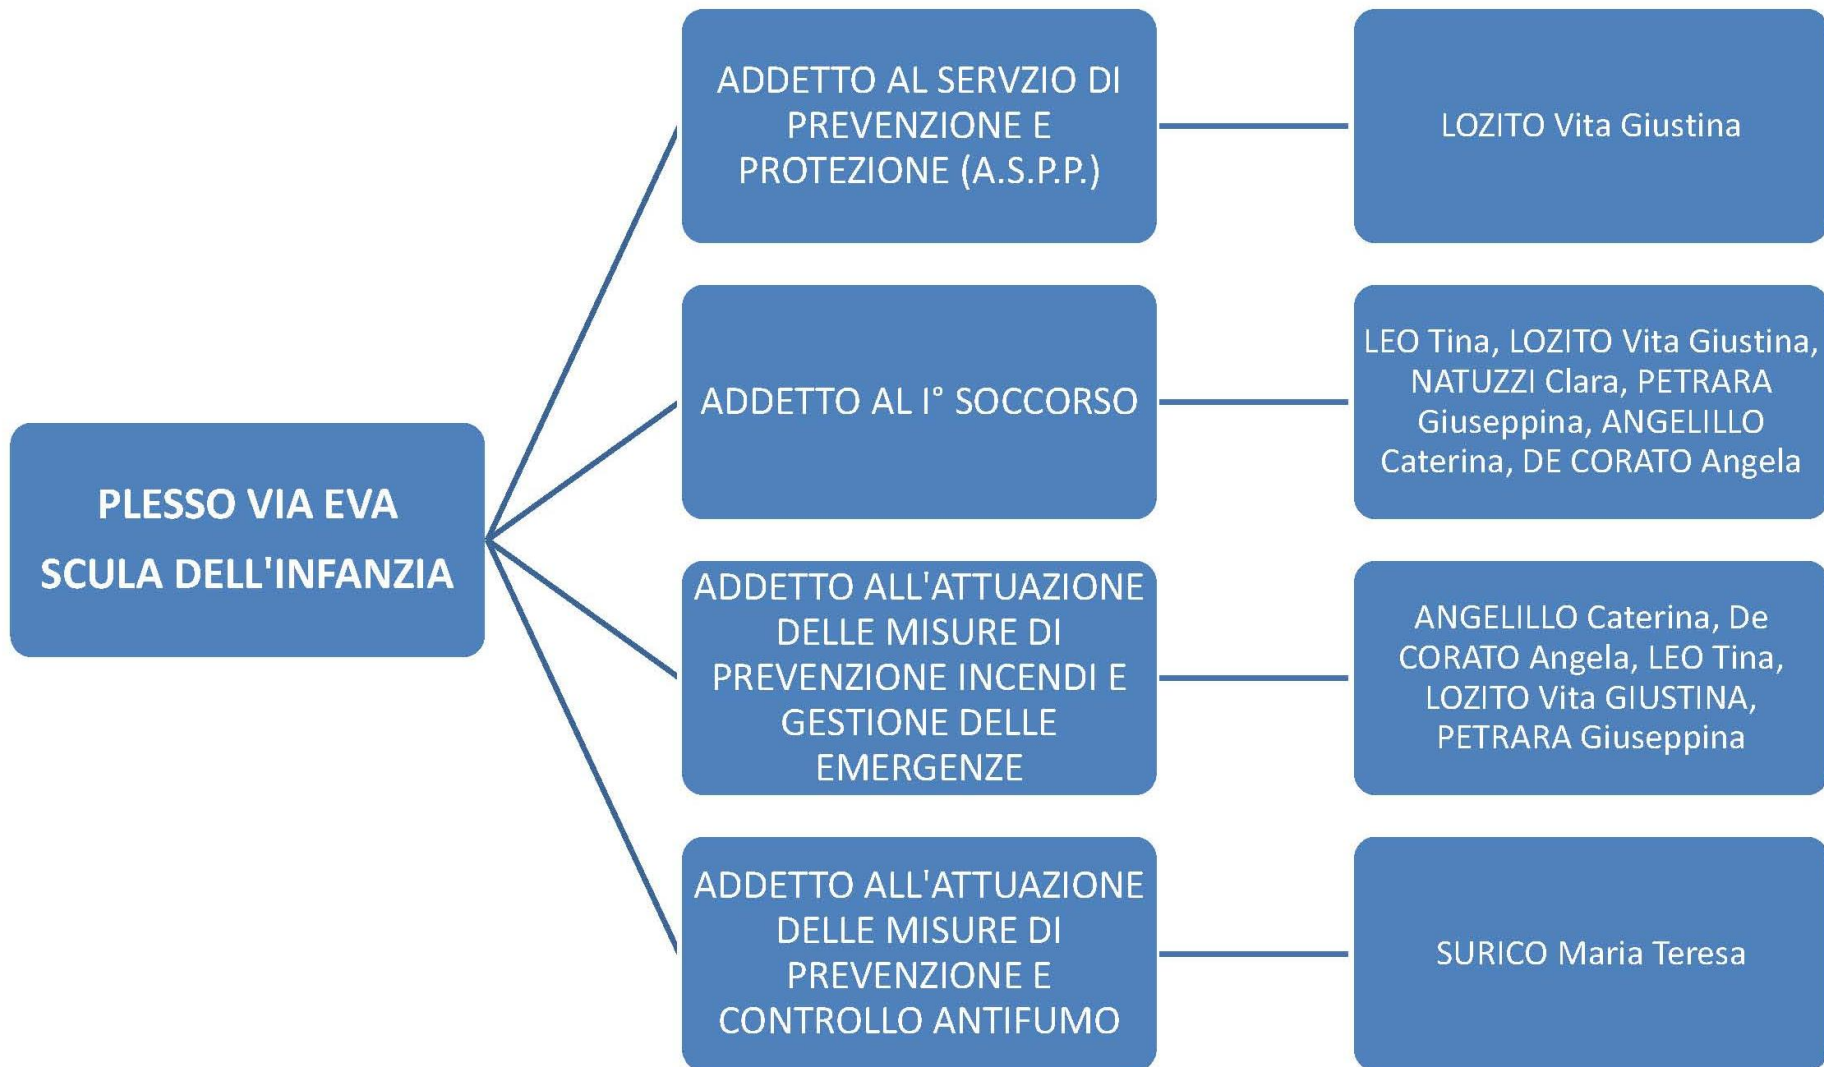 PLESSO VIA EVA
SCULA DELL'INFANZIA
ADDETTO AL SERVZIO DI
PREVENZIONE E
PROTEZIONE (A.S.P.P.)
LOZITO Vita Giustina
ADDETTO AL I° SOCCORSO
LEO Tina, LOZITO Vita Giustina,
NATUZZI Clara, PETRARA
Giuseppina, ANGELILLO
Caterina, DE CORATO Angela
ADDETTO ALL'ATTUAZIONE
DELLE MISURE DI
PREVENZIONE INCENDI E
GESTIONE DELLE
EMERGENZE
ANGELILLO Caterina, De
CORATO Angela, LEO Tina,
LOZITO Vita GIUSTINA,
PETRARA Giuseppina
ADDETTO ALL'ATTUAZIONE
DELLE MISURE DI
PREVENZIONE E
CONTROLLO ANTIFUMO
SURICO Maria Teresa